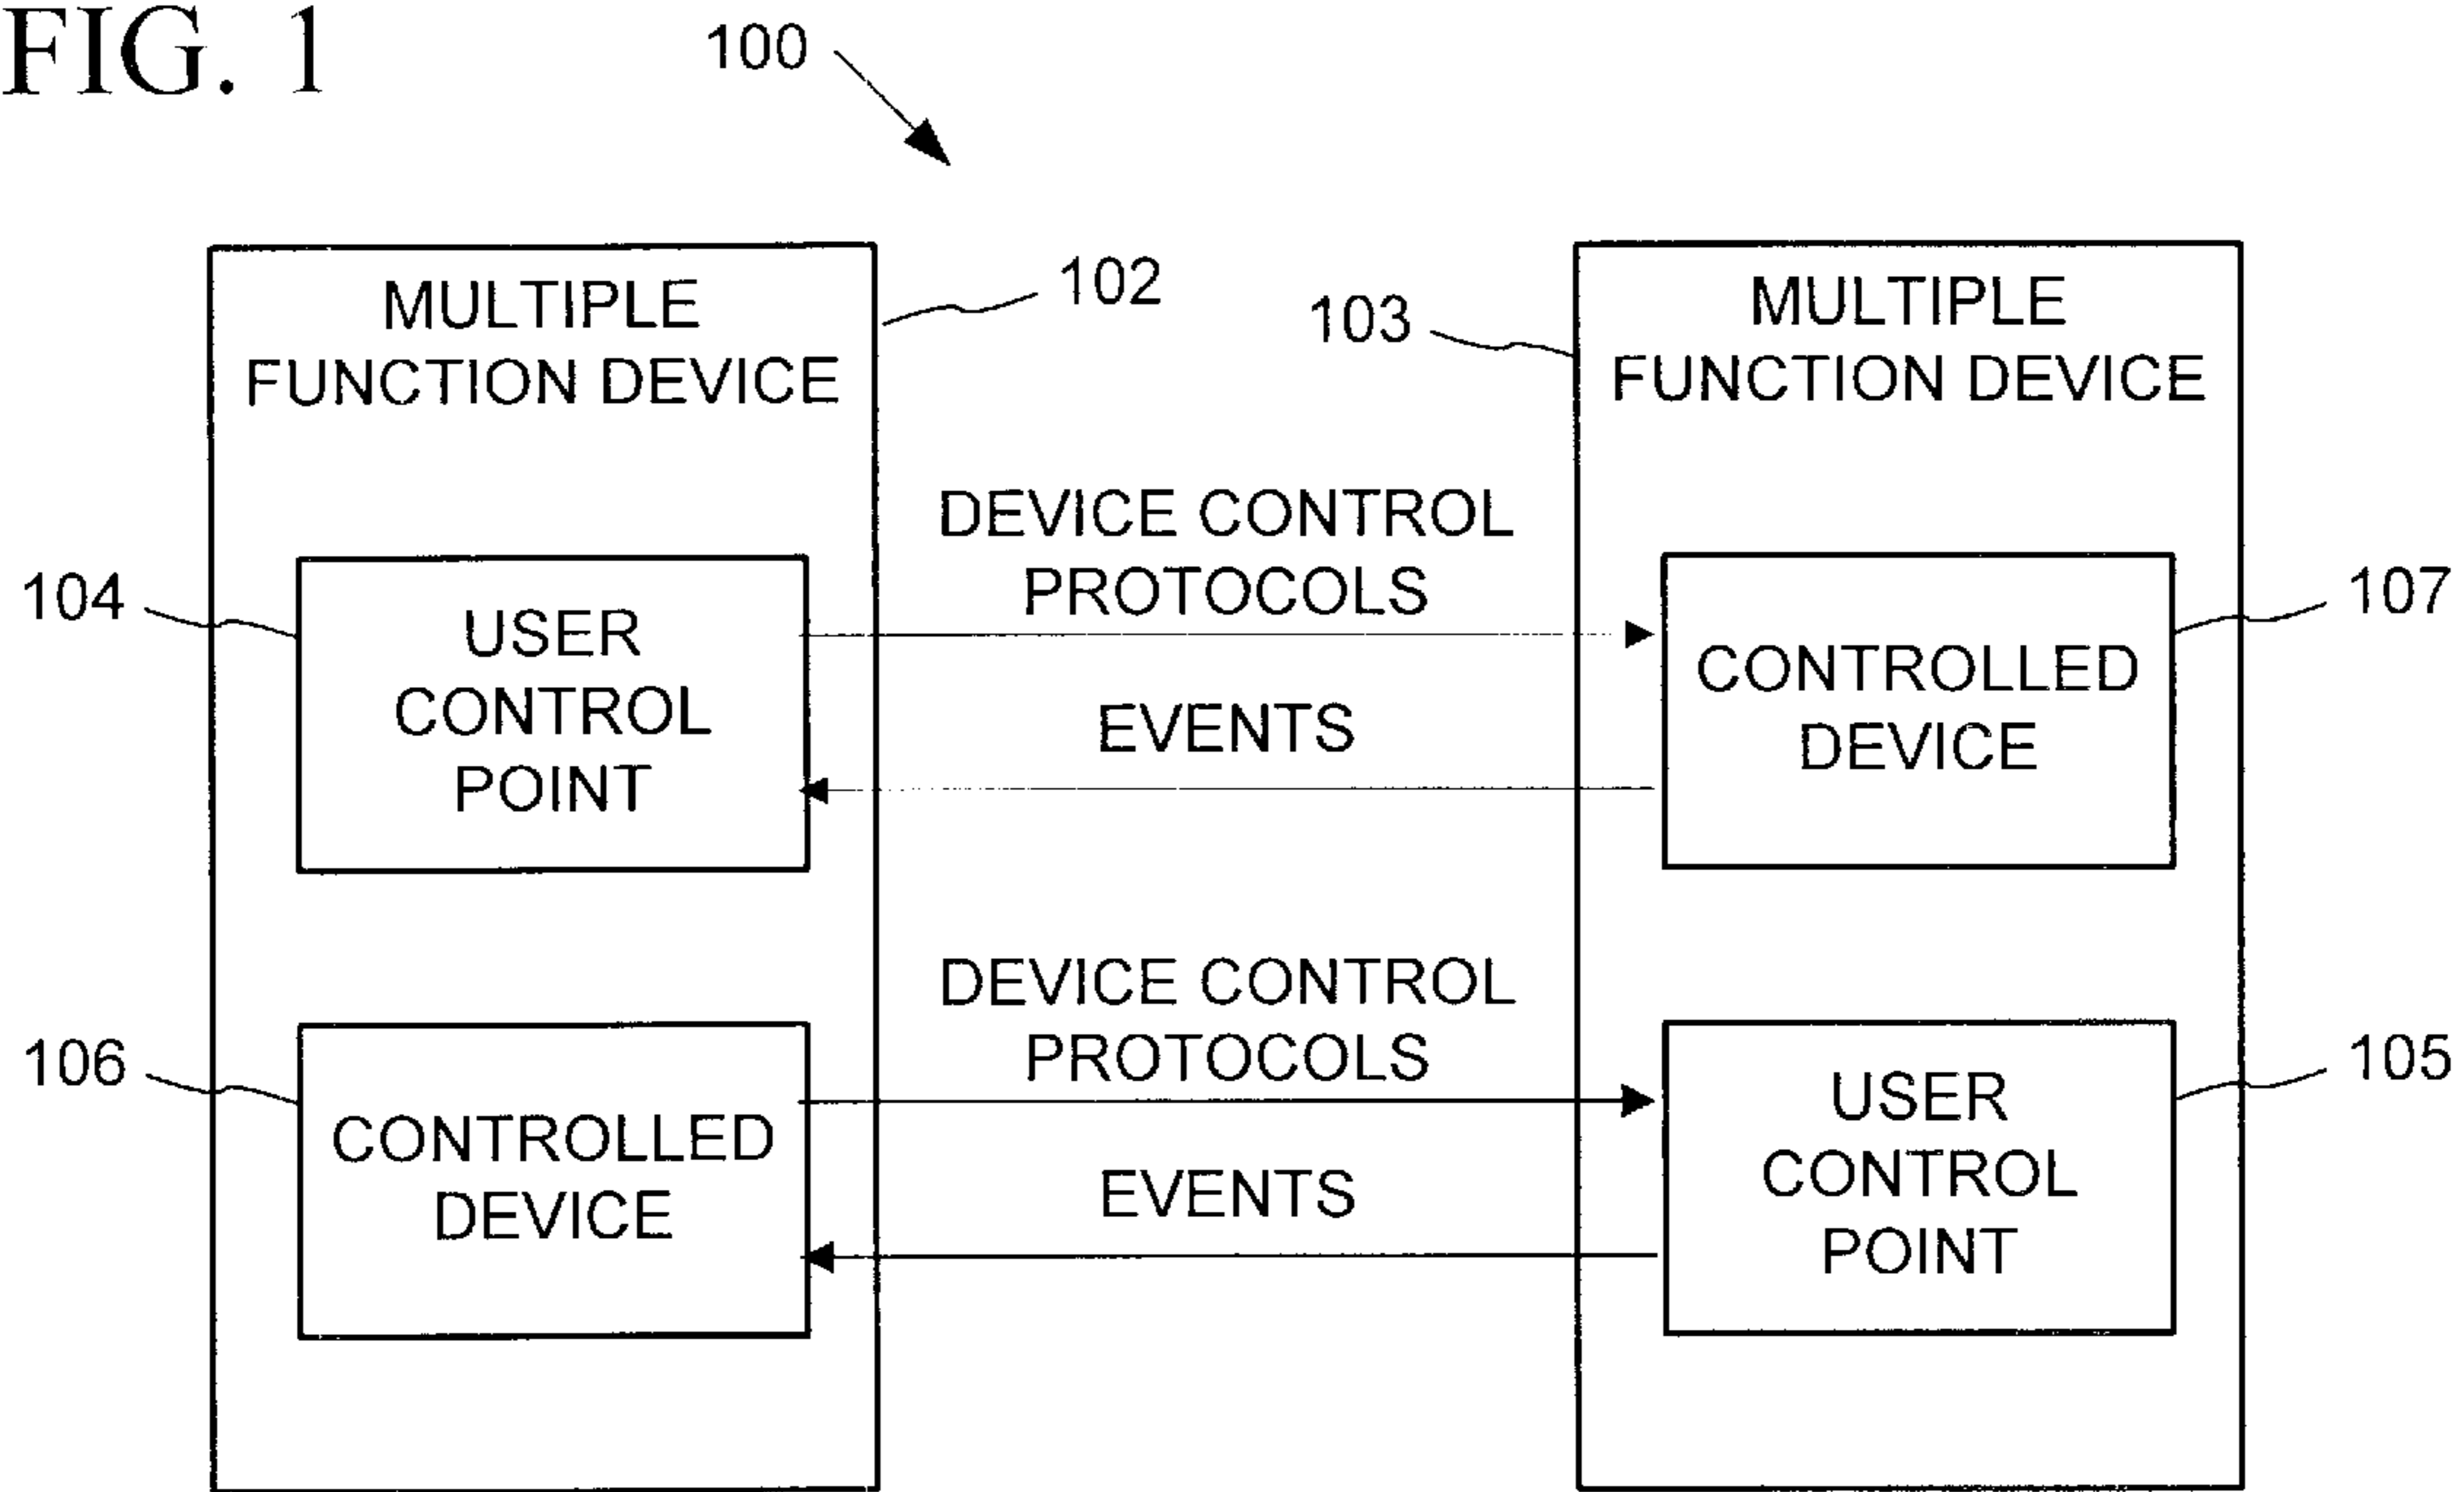 FIG. 1
100
MULTIPLE
FUNCTION DEVICE
102
103
MULTIPLE
FUNCTION DEVICE
DEVICE CONTROL
PROTOCOLS
104
USER
CONTROL
POINT
EVENTS
107
CONTROLLED
DEVICE
DEVICE CONTROL
PROTOCOLS
106
CONTROLLED
DEVICE
EVENTS
105
USER
CONTROL
POINT